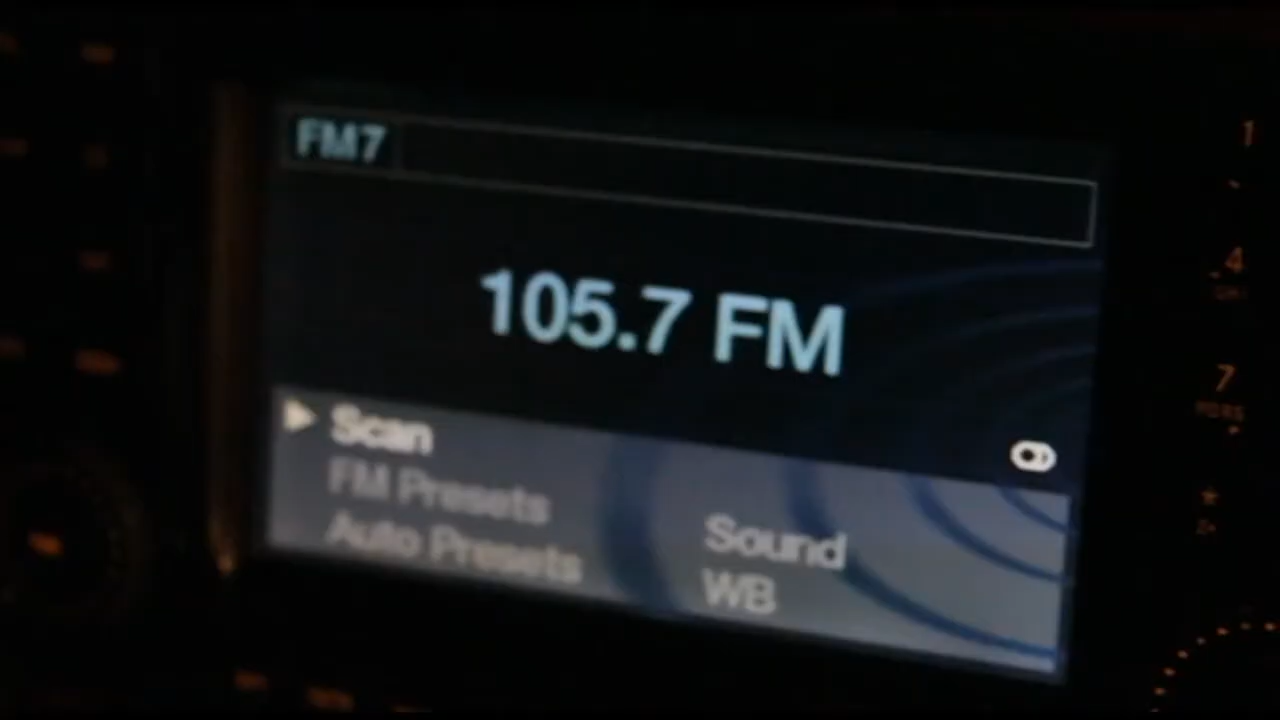 FM7
105.7 FM
Scan
FM Presets
Auto Presets
Sound
WB
1
4
7